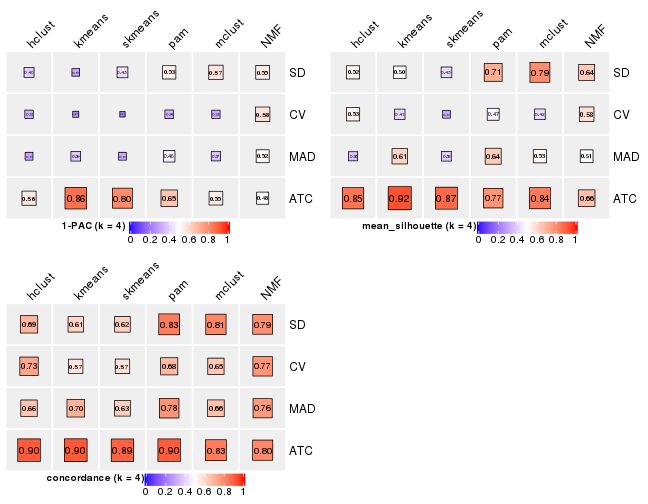 hclust kmeans skmeans pam mclust NMF
0.53 0.57 0.55 SD
0.58 CV
0.52 MAD
0.56 0.86 0.80 0.65 0.55 0.48 ATC
1-PAC (k = 4)
0 0.2 0.4 0.6 0.8 1
hclust kmeans skmeans pam mclust NMF
0.52 0.50 0.43 0.71 0.79 0.64 SD
0.53 0.41 0.47 0.58 CV
0.61 0.64 0.53 0.51 MAD
0.85 0.92 0.87 0.77 0.84 0.66 ATC
mean_silhouette (k = 4)
0 0.2 0.4 0.6 0.8 1
hclust kmeans skmeans pam mclust NMF
0.69 0.61 0.62 0.83 0.81 0.79 SD
0.73 0.57 0.57 0.68 0.65 0.77 CV
0.66 0.70 0.63 0.78 0.66 0.76 MAD
0.90 0.90 0.89 0.90 0.83 0.80 ATC
concordance (k = 4)
0 0.2 0.4 0.6 0.8 1